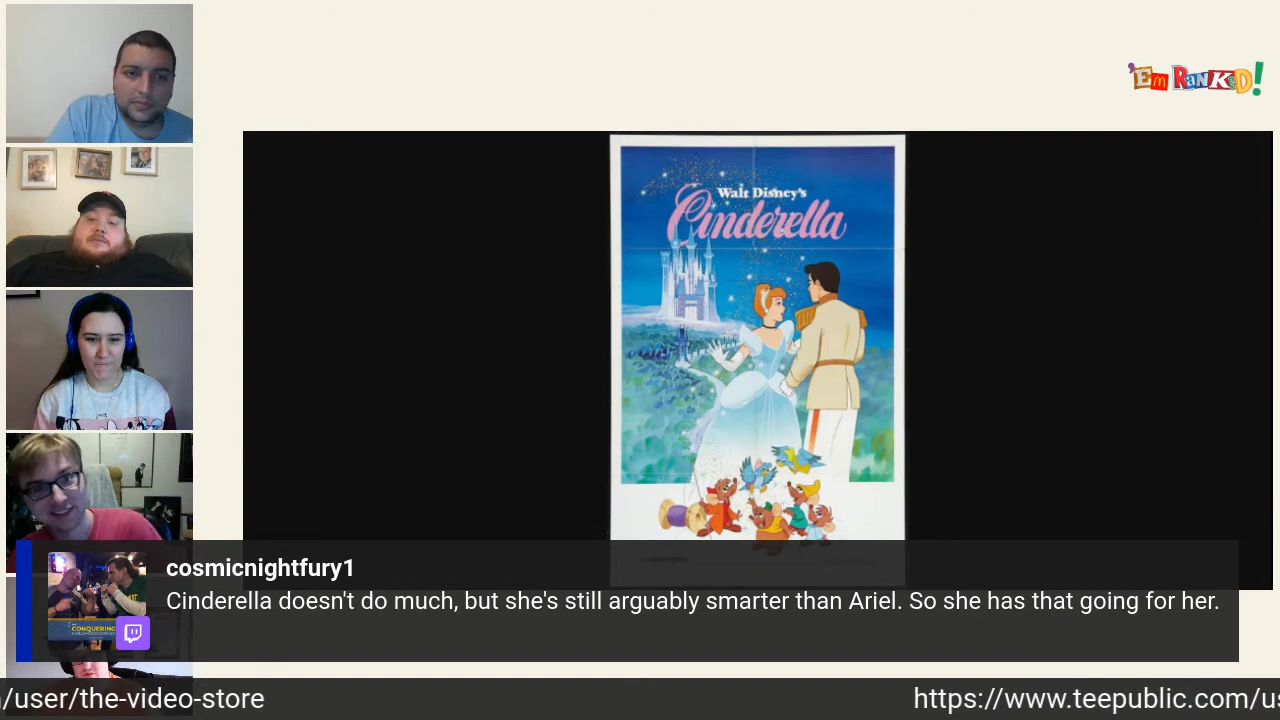 'Em RanKeD!
Walt Disney's
Cinderella
cosmicnightfury1
Cinderella doesn't do much, but she's still arguably smarter than Ariel. So she has that going for her.
CONQUERING
/user/the-video-store
https://www.teepublic.com/us